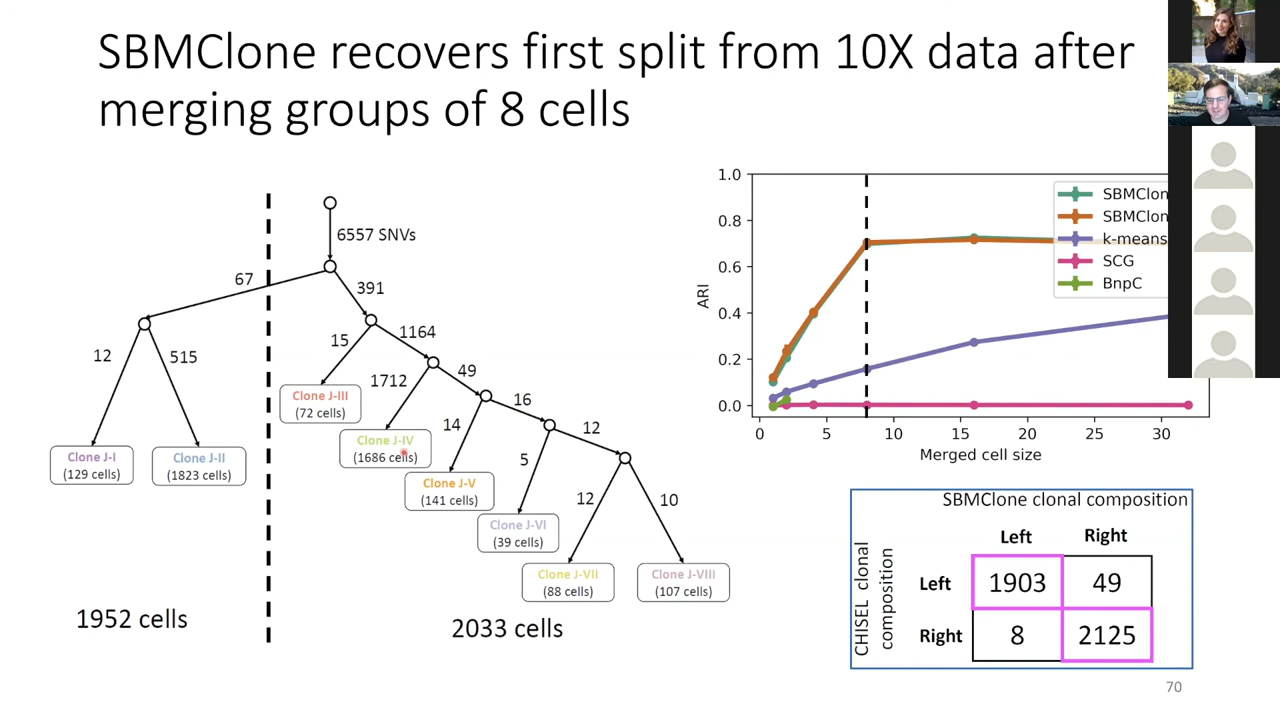 SBMClone recovers first split from 10X data after
merging groups of 8 cells
6557 SNVs
67
391
12
515
15
1164
1712
49
14
16
5
12
12
10
Clone J-I
(129 cells)
Clone J-II
(1823 cells)
Clone J-III
(72 cells)
Clone J-IV
(1686 cells)
Clone J-V
(141 cells)
Clone J-VI
(39 cells)
Clone J-VII
(88 cells)
Clone J-VIII
(107 cells)
1952 cells
2033 cells
1.0
0.8
0.6
0.4
0.2
0.0
ARI
0 5 10 15 20 25 30
Merged cell size
SBMClon
SBMClon
k-means
SCG
BnpC
SBMClone clonal composition
CHISEL clonal
composition
Left Right
Left 1903 49
Right 8 2125
70